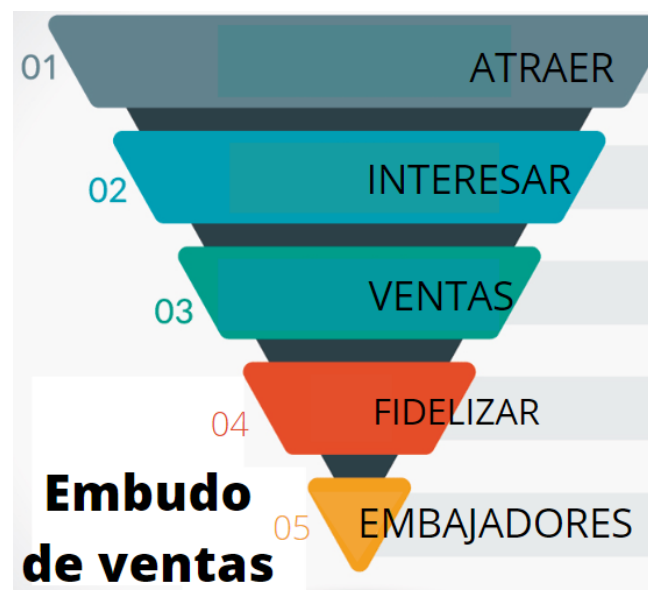 01 ATRAER
02 INTERESAR
03 VENTAS
04 FIDELIZAR
05 EMBAJADORES
Embudo
de ventas